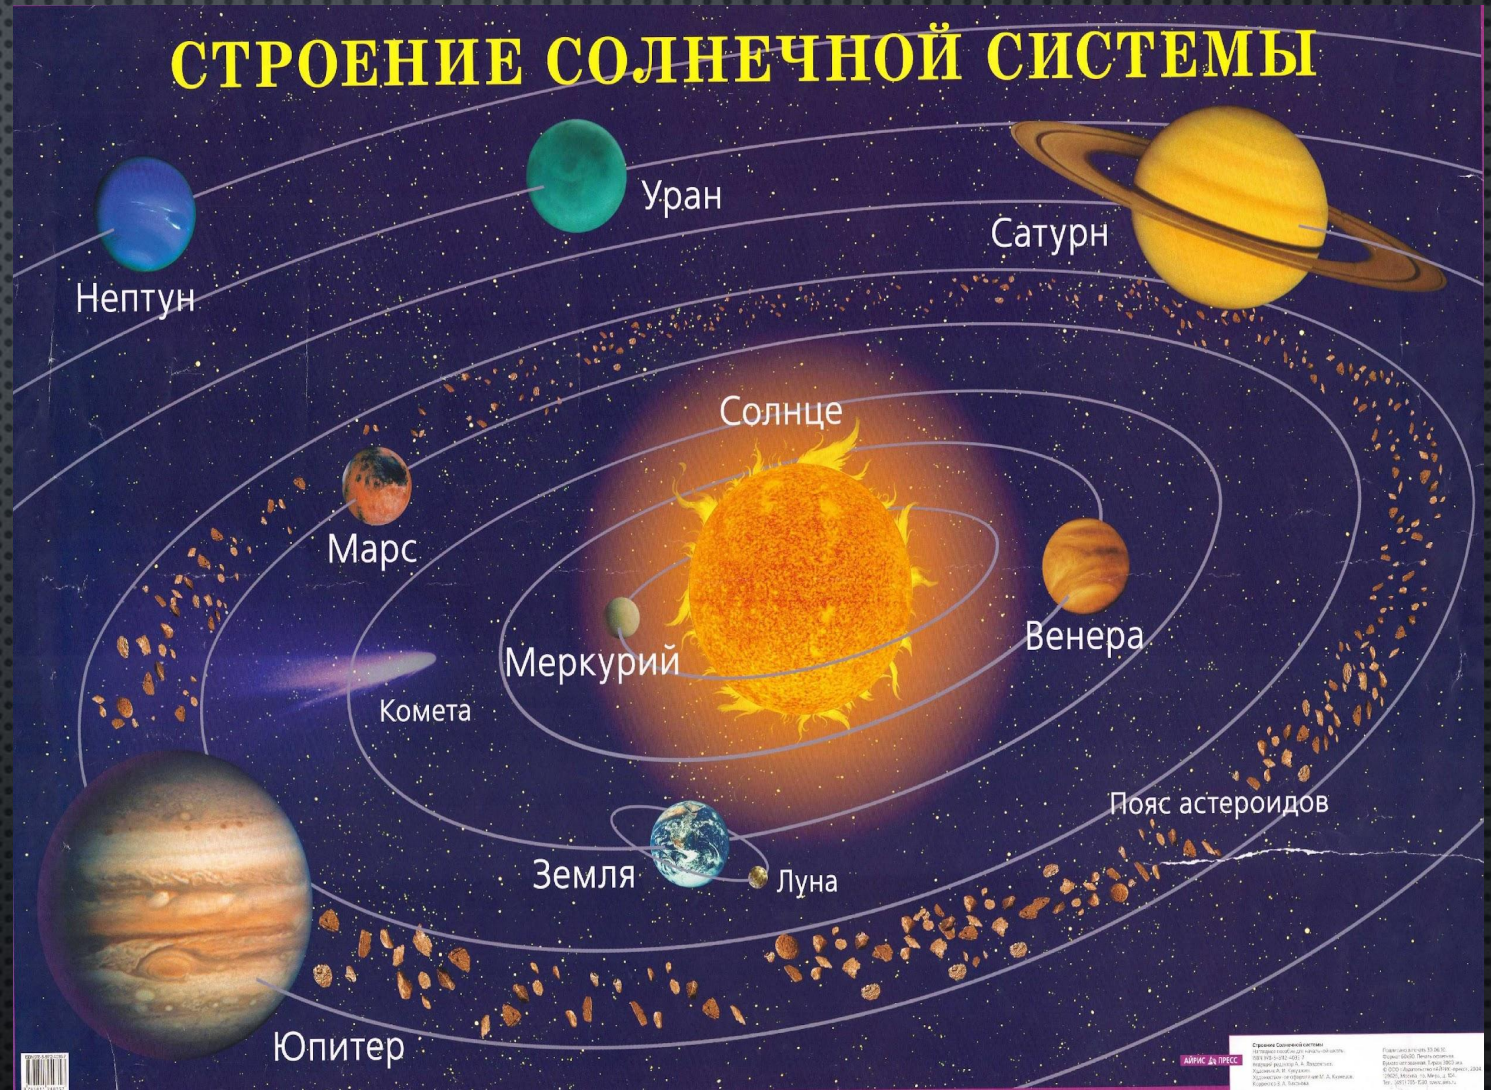 СТРОЕНИЕ СОЛНЕЧНОЙ СИСТЕМЫ
Уран
Сатурн
Нептун
Солнце
Марс
Венера
Меркурий
Комета
Пояс астероидов
Земля
Луна
Юпитер
АЙРИС ПРЕСС
Строение Солнечной системы